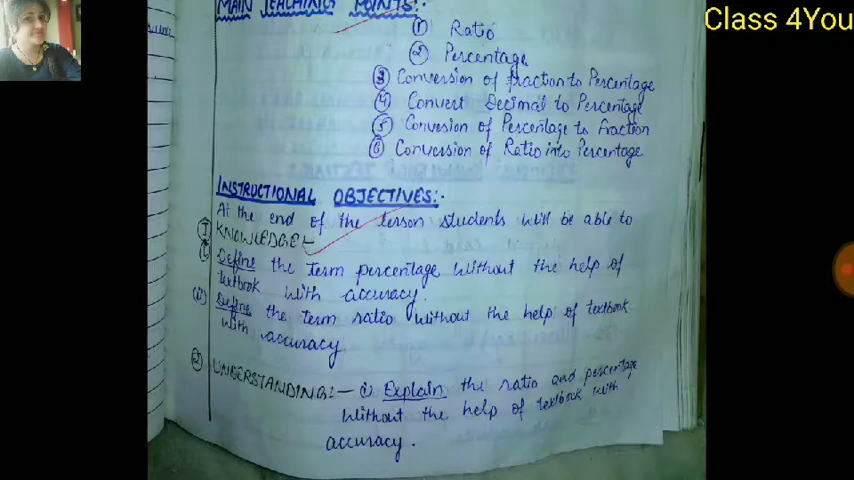 Class 4You
MAIN TEACHING POINTS:-
① Ratio
② Percentage
③ Conversion of fraction to Percentage
④ Convert Decimal to Percentage
⑤ Convesion of Percentage to fraction
⑥ Conversion of Ratio into Percentage
INSTRUCTIONAL OBJECTIVES:-
At the end of the lesson students will be able to
① KNOWLEDGE:-
(i) Define the term percentage without the help of
textbook with accuracy.
(ii) Define the term ratio without the help of textbook
with accuracy
② UNDERSTANDING:- (i) Explain the ratio and percentage
Without the help of textbook with
accuracy.